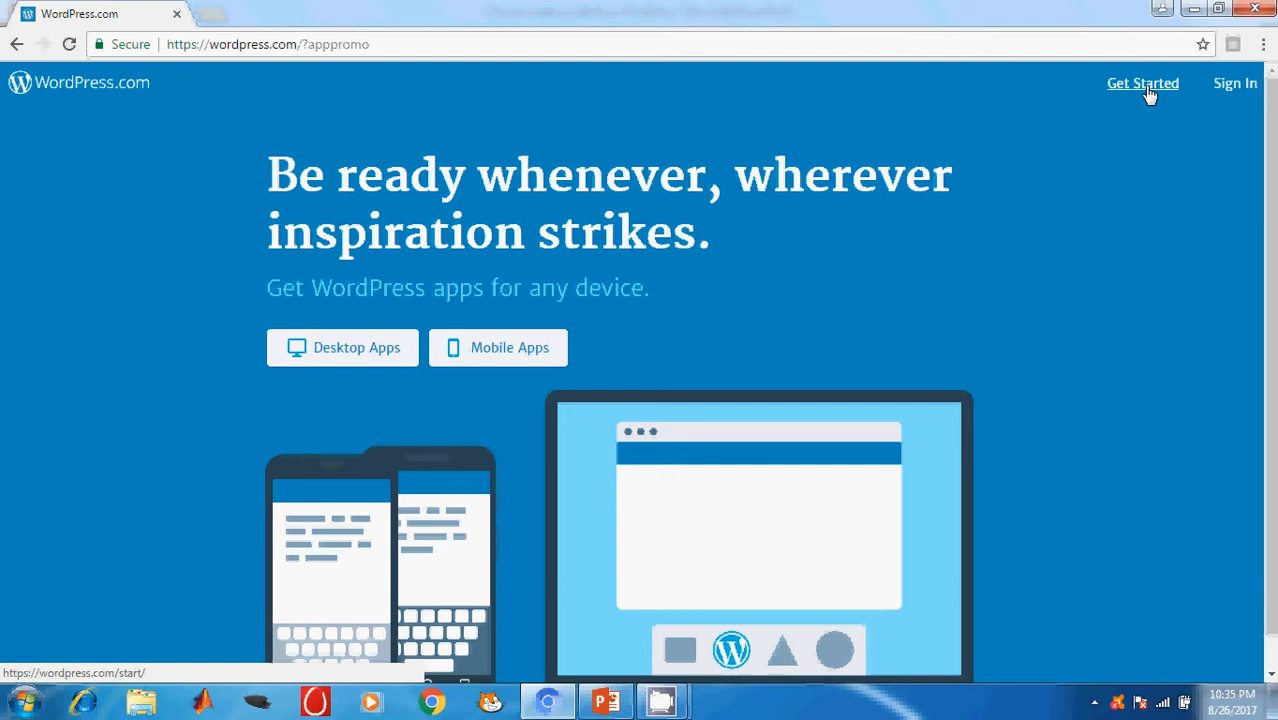 WordPress.com
Secure https://wordpress.com/?apppromo
WordPress.com
Get Started Sign In
Be ready whenever, wherever
inspiration strikes.
Get WordPress apps for any device.
Desktop Apps Mobile Apps
https://wordpress.com/start/
10:35 PM
8/26/2017